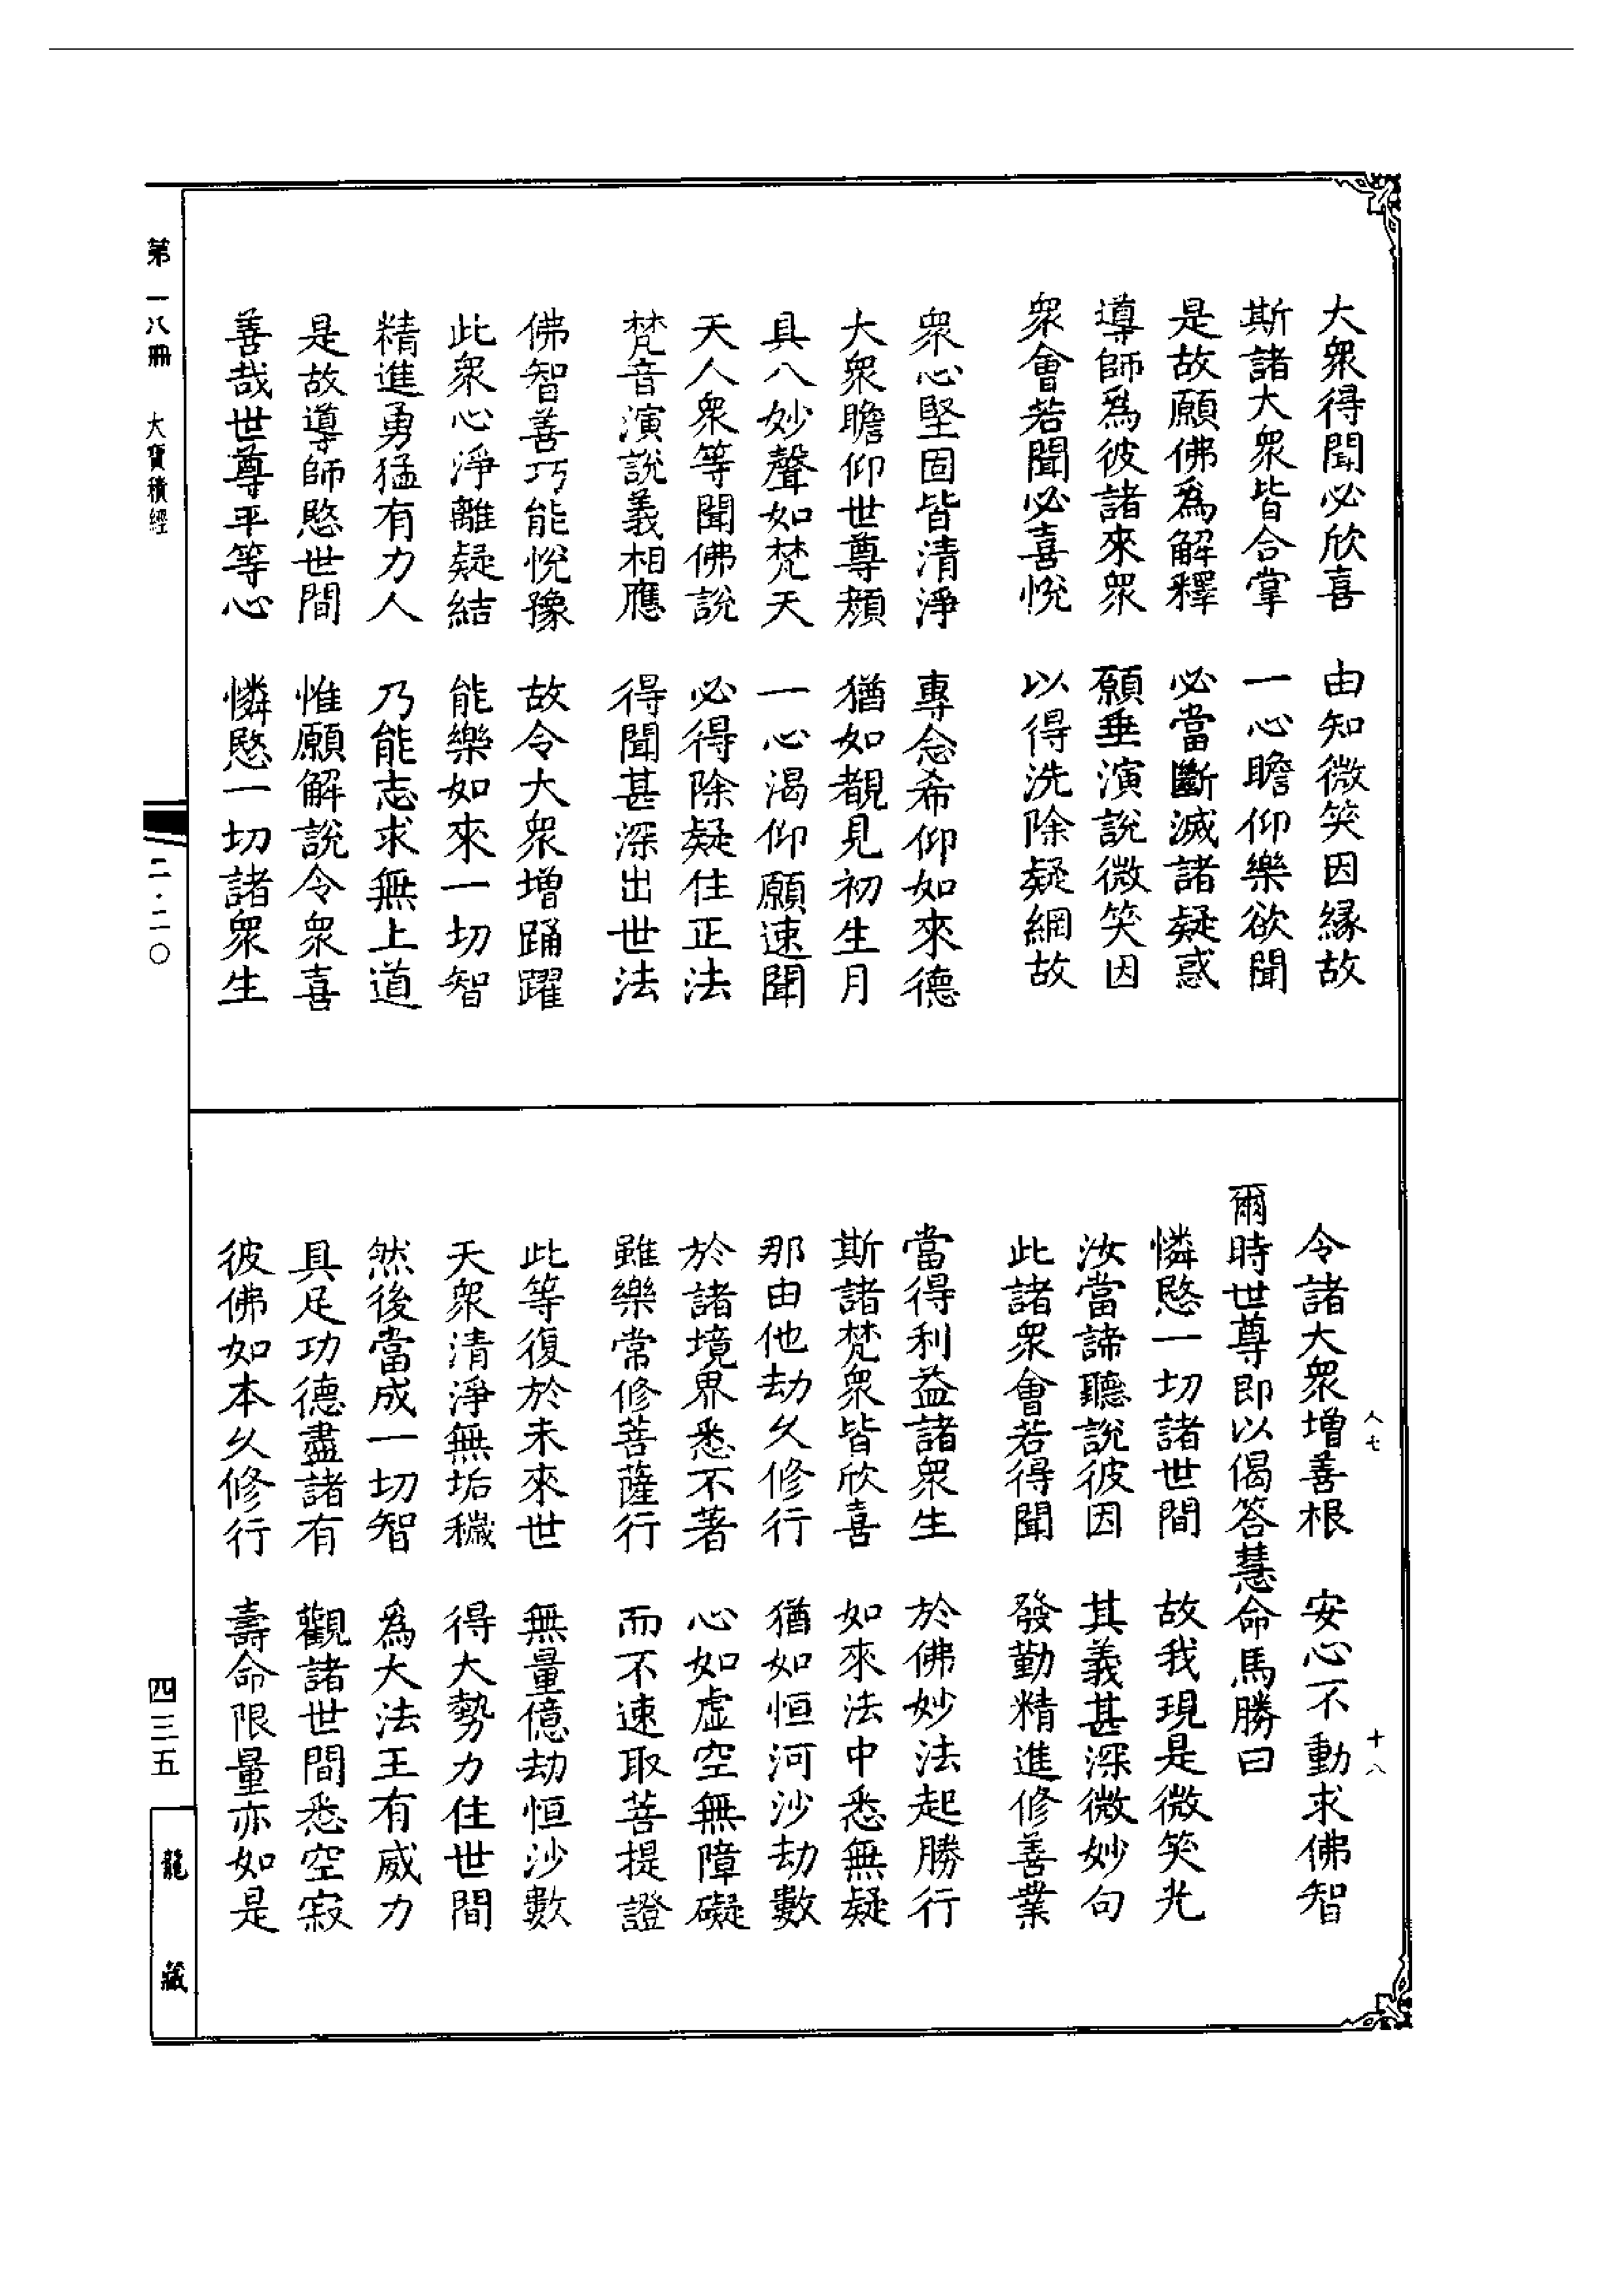 大衆得聞必欣喜　由知微笑因緣故
斯諸大衆皆合掌　一心瞻仰樂欲聞
是故願佛爲解釋　必當斷滅諸疑惑
導師爲彼諸來衆　願垂演說微笑因
衆會若聞必喜悅　以得洗除疑網故
衆心堅固皆清淨　專念希仰如來德
大衆瞻仰世尊顏　猶如覩見初生月
具八妙聲如梵天　一心渴仰願速聞
天人衆等聞佛說　必得除疑住正法
梵音演說義相應　得聞甚深出世法
佛智善巧能悅豫　故令大衆增踊躍
此衆心淨離疑結　能樂如來一切智
精進勇猛有力人　乃能志求無上道
是故導師愍世間　惟願解說令衆喜
善哉世尊平等心　憐愍一切諸衆生
令諸大衆增善根　安心不動求佛智
爾時世尊即以偈答慧命馬勝曰
憐愍一切諸世間　故我現是微笑光
汝當諦聽說彼因　其義甚深微妙句
此諸衆會若得聞　發勤精進修善業
當得利益諸衆生　於佛妙法起勝行
斯諸梵衆皆欣喜　如來法中悉無疑
那由他劫久修行　猶如恒河沙劫數
於諸境界悉不著　心如虛空無障礙
雖樂常修菩薩行　而不速取菩提證
此等復於未來世　無量億劫恒沙數
天衆清淨無垢穢　得大勢力住世間
然後當成一切智　爲大法王有威力
具足功德盡諸有　觀諸世間悉空寂
彼佛如本久修行　壽命限量亦如是
人七
十八
第一八冊　大寶積經
二·二〇
四三五
龍藏